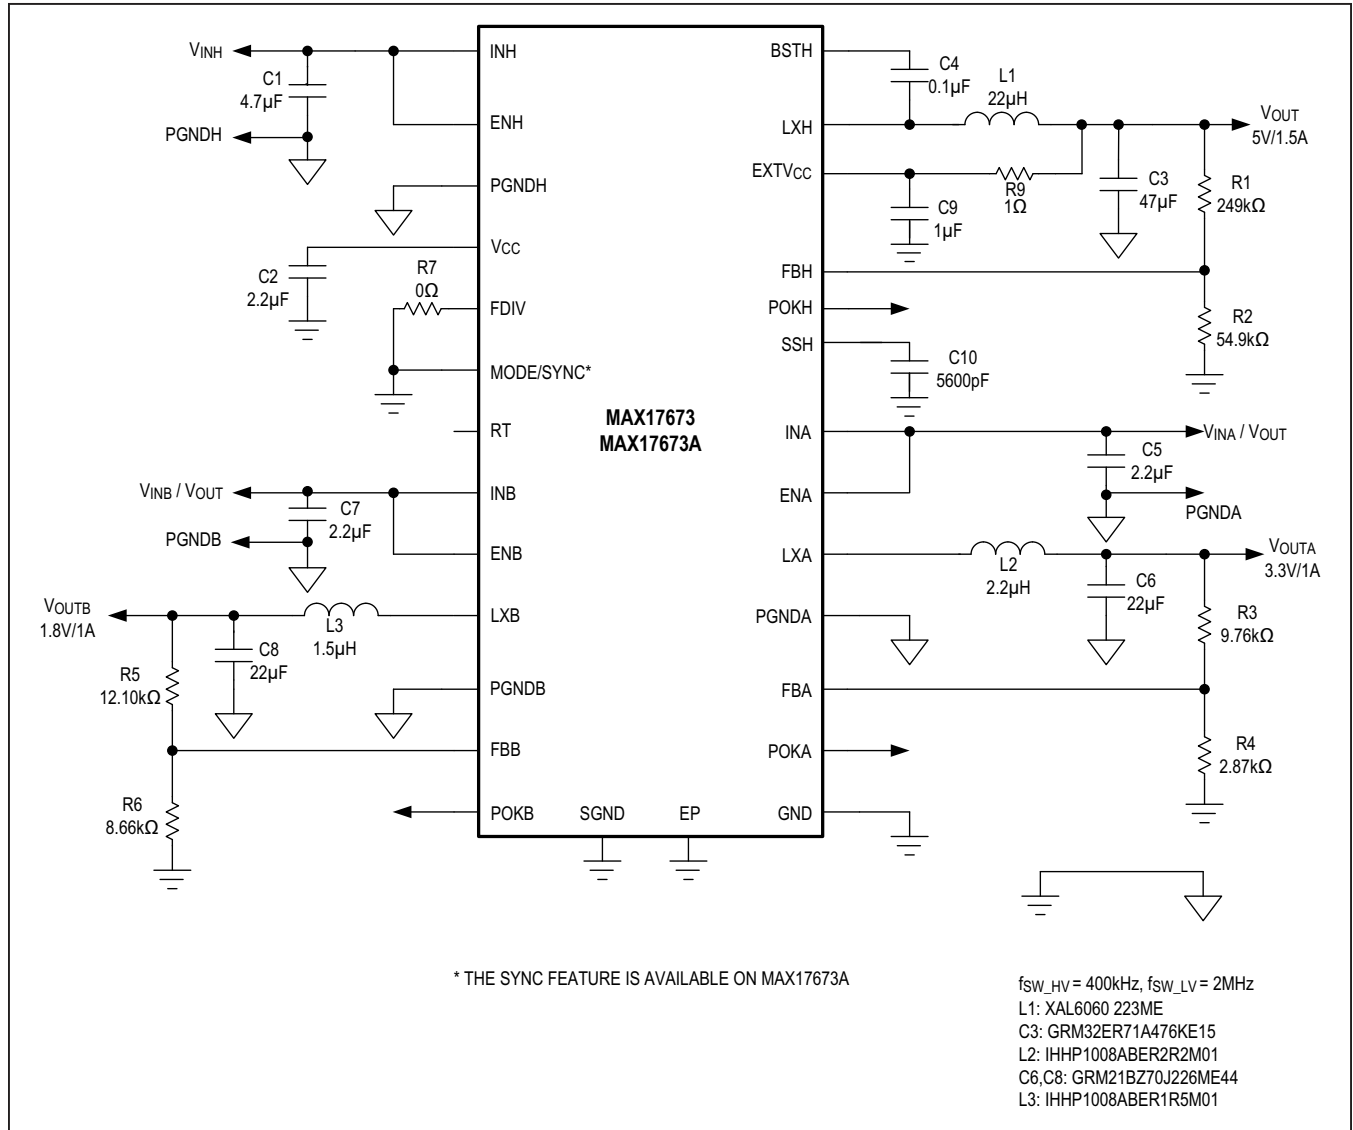 VINH
C1
4.7µF
PGNDH
INH
ENH
PGNDH
VCC
C2
2.2µF
R7
0Ω
FDIV
MODE/SYNC*
RT
VINB / VOUT
C7
2.2µF
PGNDB
INB
ENB
VOUTB
1.8V/1A
L3
1.5µH
LXB
C8
22µF
R5
12.10kΩ
PGNDB
FBB
R6
8.66kΩ
POKB
SGND
EP
MAX17673
MAX17673A
BSTH
C4
0.1µF
L1
22µH
LXH
VOUT
5V/1.5A
EXTVCC
R9
1Ω
C9
1µF
C3
47µF
R1
249kΩ
FBH
POKH
SSH
C10
5600pF
R2
54.9kΩ
INA
VINA / VOUT
C5
2.2µF
ENA
PGNDA
LXA
L2
2.2µH
VOUTA
3.3V/1A
C6
22µF
PGNDA
R3
9.76kΩ
FBA
POKA
R4
2.87kΩ
GND
* THE SYNC FEATURE IS AVAILABLE ON MAX17673A
fSW_HV = 400kHz, fSW_LV = 2MHz
L1: XAL6060 223ME
C3: GRM32ER71A476KE15
L2: IHHP1008ABER2R2M01
C6,C8: GRM21BZ70J226ME44
L3: IHHP1008ABER1R5M01